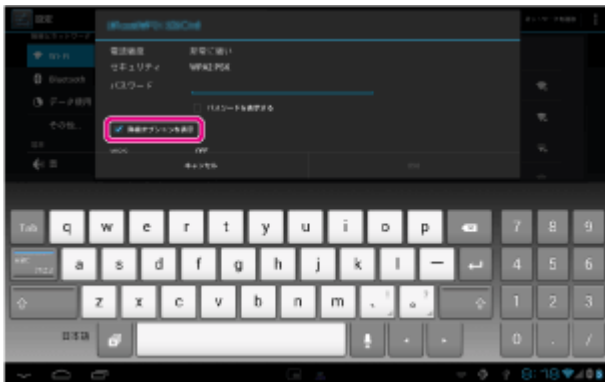 設定
電波強度 非常に強い
セキュリティ WPA2 PSK
パスワード
パスワードを表示する
詳細オプションを表示
OFF
キャンセル
Wi-Fi
Bluetooth
データ使用
その他...
Tab q w e r t y u i o p 7 8 9
a s d f g h j k l ー 4 5 6
z x c v b n m 、 。 1 2 3
日本語 0 . /
8:18